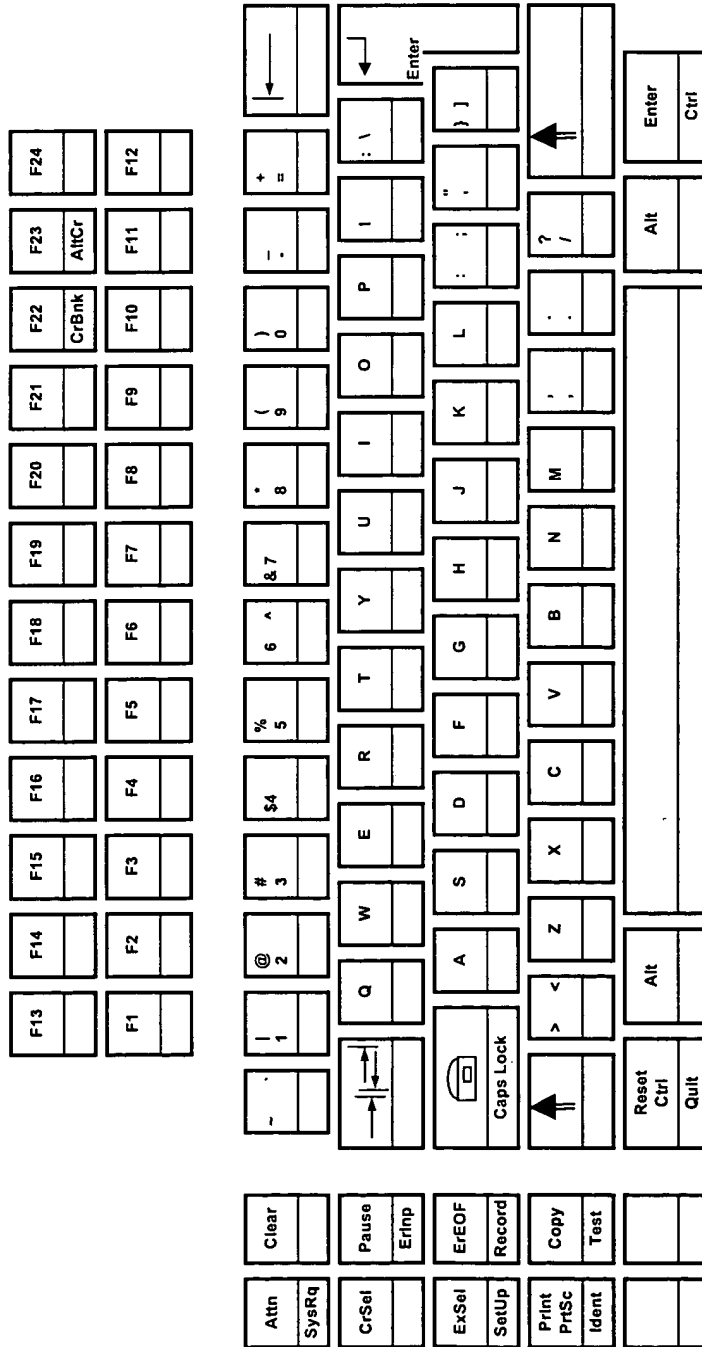 F13 F14 F15 F16 F17 F18 F19 F20 F21 F22 F23 F24
CrBnk AltCr
F1 F2 F3 F4 F5 F6 F7 F8 F9 F10 F11 F12
Attn Clear ~ ` | @ # % 6 ^ * ( ) _ +
1 2 3 $4 5 & 7 8 9 0 - =
SysRq
CrSel Pause Q W E R T Y U I O P I : \
ErInp Enter
ExSel ErEOF A S D F G H J K L : ; " ' } ]
SetUp Record Caps Lock
Print Copy > < Z X C V B N M , , . . ?
PrtSc /
Ident Test
Reset Alt Alt Enter
Ctrl
Quit Ctrl